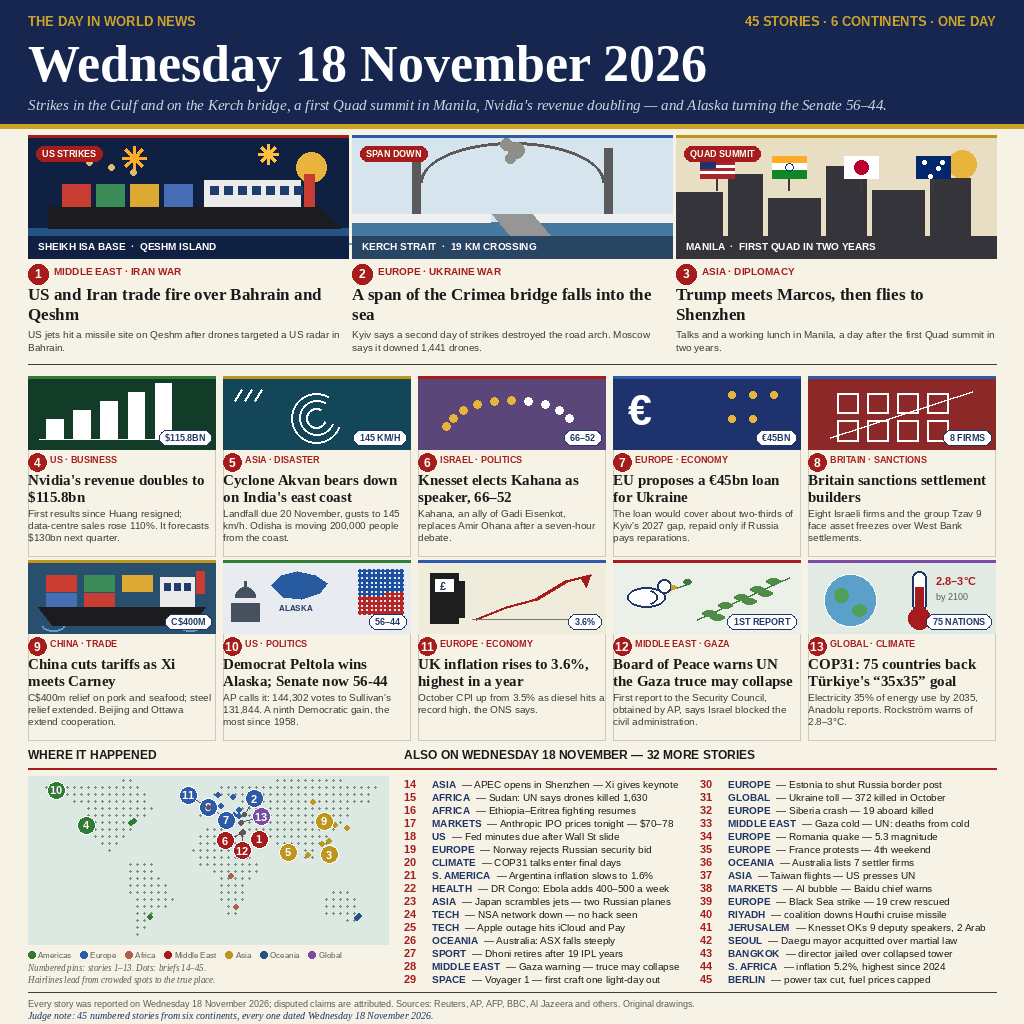 THE DAY IN WORLD NEWS
45 STORIES · 6 CONTINENTS · ONE DAY
Wednesday 18 November 2026
Strikes in the Gulf and on the Kerch bridge, a first Quad summit in Manila, Nvidia's revenue doubling — and Alaska turning the Senate 56–44.
US STRIKES
SHEIKH ISA BASE · QESHM ISLAND
1 MIDDLE EAST · IRAN WAR
US and Iran trade fire over Bahrain and
Qeshm
US jets hit a missile site on Qeshm after drones targeted a US radar in
Bahrain.
SPAN DOWN
KERCH STRAIT · 19 KM CROSSING
2 EUROPE · UKRAINE WAR
A span of the Crimea bridge falls into the
sea
Kyiv says a second day of strikes destroyed the road arch. Moscow
says it downed 1,441 drones.
QUAD SUMMIT
MANILA · FIRST QUAD IN TWO YEARS
3 ASIA · DIPLOMACY
Trump meets Marcos, then flies to
Shenzhen
Talks and a working lunch in Manila, a day after the first Quad summit in
two years.
$115.8BN
4 US · BUSINESS
Nvidia's revenue doubles to
$115.8bn
First results since Huang resigned;
data-centre sales rose 110%. It forecasts
$130bn next quarter.
145 KM/H
5 ASIA · DISASTER
Cyclone Akvan bears down
on India's east coast
Landfall due 20 November, gusts to 145
km/h. Odisha is moving 200,000 people
from the coast.
66–52
6 ISRAEL · POLITICS
Knesset elects Kahana as
speaker, 66–52
Kahana, an ally of Gadi Eisenkot,
replaces Amir Ohana after a seven-hour
debate.
€
€45BN
7 EUROPE · ECONOMY
EU proposes a €45bn loan
for Ukraine
The loan would cover about two-thirds of
Kyiv's 2027 gap, repaid only if Russia
pays reparations.
8 FIRMS
8 BRITAIN · SANCTIONS
Britain sanctions settlement
builders
Eight Israeli firms and the group Tzav 9
face asset freezes over West Bank
settlements.
C$400M
9 CHINA · TRADE
China cuts tariffs as Xi
meets Carney
C$400m relief on pork and seafood; steel
relief extended. Beijing and Ottawa
extend cooperation.
ALASKA
56–44
10 US · POLITICS
Democrat Peltola wins
Alaska; Senate now 56-44
AP calls it: 144,302 votes to Sullivan's
131,844. A ninth Democratic gain, the
most since 1958.
£
3.6%
11 EUROPE · ECONOMY
UK inflation rises to 3.6%,
highest in a year
October CPI up from 3.5% as diesel hits a
record high, the ONS says.
1ST REPORT
12 MIDDLE EAST · GAZA
Board of Peace warns UN
the Gaza truce may collapse
First report to the Security Council,
obtained by AP, says Israel blocked the
civil administration.
2.8–3°C
by 2100
75 NATIONS
13 GLOBAL · CLIMATE
COP31: 75 countries back
Türkiye's “35x35” goal
Electricity 35% of energy use by 2035,
Anadolu reports. Rockström warns of
2.8–3°C.
WHERE IT HAPPENED
10
4
11
9
7
2
13
6
12
1
5
9
3
Americas Europe Africa Middle East Asia Oceania Global
Numbered pins: stories 1–13. Dots: briefs 14–45.
Hairlines lead from crowded spots to the true place.
ALSO ON WEDNESDAY 18 NOVEMBER — 32 MORE STORIES
14 ASIA — APEC opens in Shenzhen — Xi gives keynote
15 AFRICA — Sudan: UN says drones killed 1,630
16 AFRICA — Ethiopia–Eritrea fighting resumes
17 MARKETS — Anthropic IPO prices tonight — $70–78
18 US — Fed minutes due after Wall St slide
19 EUROPE — Norway rejects Russian security bid
20 CLIMATE — COP31 talks enter final days
21 S. AMERICA — Argentina inflation slows to 1.6%
22 HEALTH — DR Congo: Ebola adds 400–500 a week
23 ASIA — Japan scrambles jets — two Russian planes
24 TECH — NSA network down — no hack seen
25 TECH — Apple outage hits iCloud and Pay
26 OCEANIA — Australia: ASX falls steeply
27 SPORT — Dhoni retires after 19 IPL years
28 MIDDLE EAST — Gaza warning — truce may collapse
29 SPACE — Voyager 1 — first craft one light-day out
30 EUROPE — Estonia to shut Russia border post
31 GLOBAL — Ukraine toll — 372 killed in October
32 EUROPE — Siberia crash — 19 aboard killed
33 MIDDLE EAST — Gaza cold — UN: deaths from cold
34 EUROPE — Romania quake — 5.3 magnitude
35 EUROPE — France protests — 4th weekend
36 OCEANIA — Australia lists 7 settler firms
37 ASIA — Taiwan flights — US presses UN
38 MARKETS — AI bubble — Baidu chief warns
39 EUROPE — Black Sea strike — 19 crew rescued
40 RIYADH — coalition downs Houthi cruise missile
41 JERUSALEM — Knesset OKs 9 deputy speakers, 2 Arab
42 SEOUL — Daegu mayor acquitted over martial law
43 BANGKOK — director jailed over collapsed tower
44 S. AFRICA — inflation 5.2%, highest since 2024
45 BERLIN — power tax cut, fuel prices capped
Every story was reported on Wednesday 18 November 2026; disputed claims are attributed. Sources: Reuters, AP, AFP, BBC, Al Jazeera and others. Original drawings.
Judge note: 45 numbered stories from six continents, every one dated Wednesday 18 November 2026.